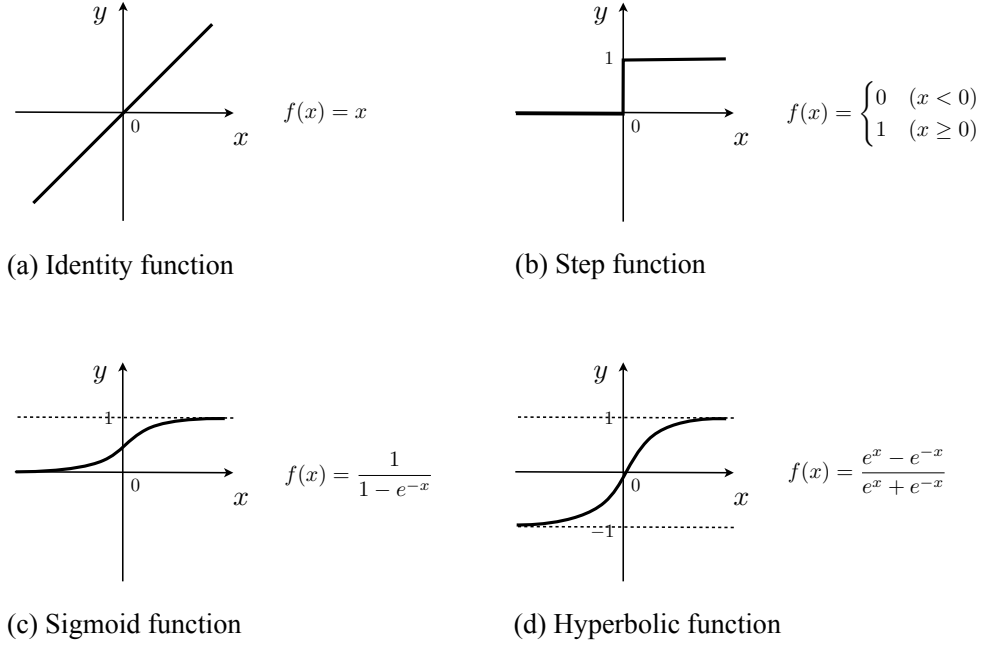 y
0
x
f(x) = x
(a) Identity function
y
1
0
x
f(x) = { 0 (x < 0)
1 (x ≥ 0)
(b) Step function
y
1
0
x
f(x) = 1 / (1 − e^{−x})
(c) Sigmoid function
y
1
0
x
−1
f(x) = (e^{x} − e^{−x}) / (e^{x} + e^{−x})
(d) Hyperbolic function